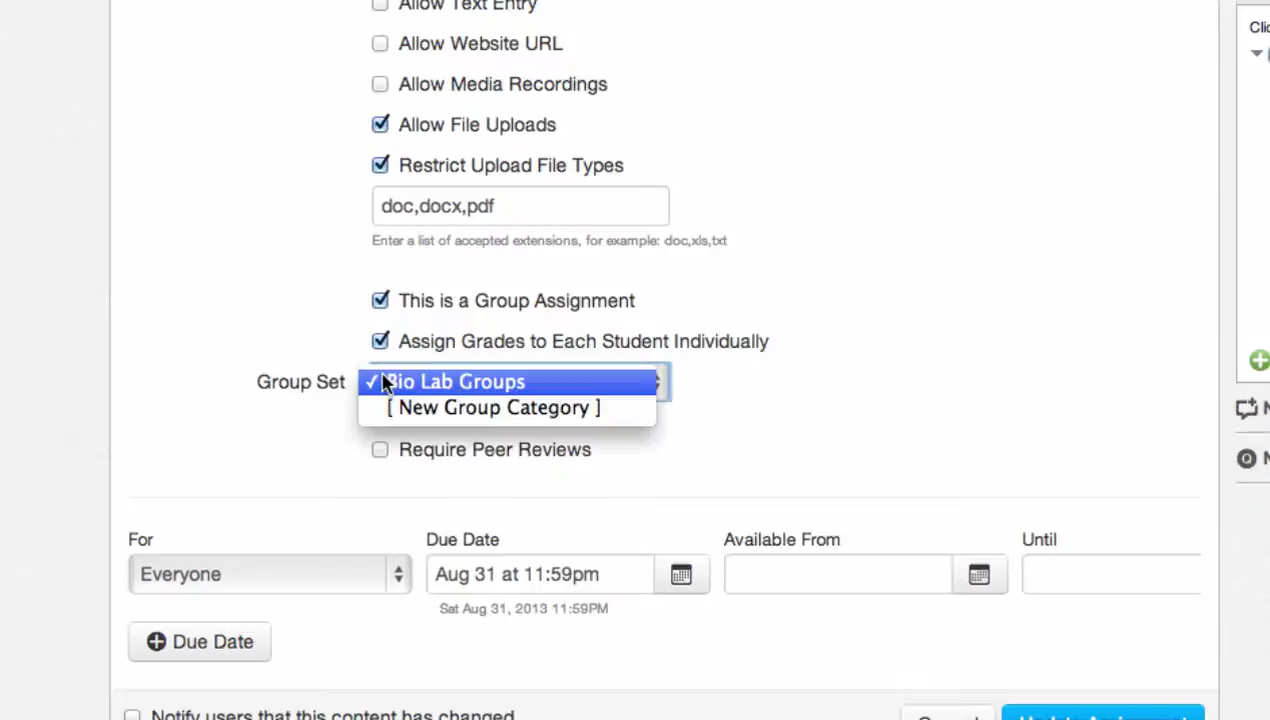 Allow Text Entry
Allow Website URL
Allow Media Recordings
Allow File Uploads
Restrict Upload File Types
doc,docx,pdf
Enter a list of accepted extensions, for example: doc,xls,txt
This is a Group Assignment
Assign Grades to Each Student Individually
Group Set
Bio Lab Groups
[ New Group Category ]
Require Peer Reviews
For Due Date Available From Until
Everyone Aug 31 at 11:59pm
Sat Aug 31, 2013 11:59PM
Due Date
Notify users that this content has changed
Cancel Update Assignment